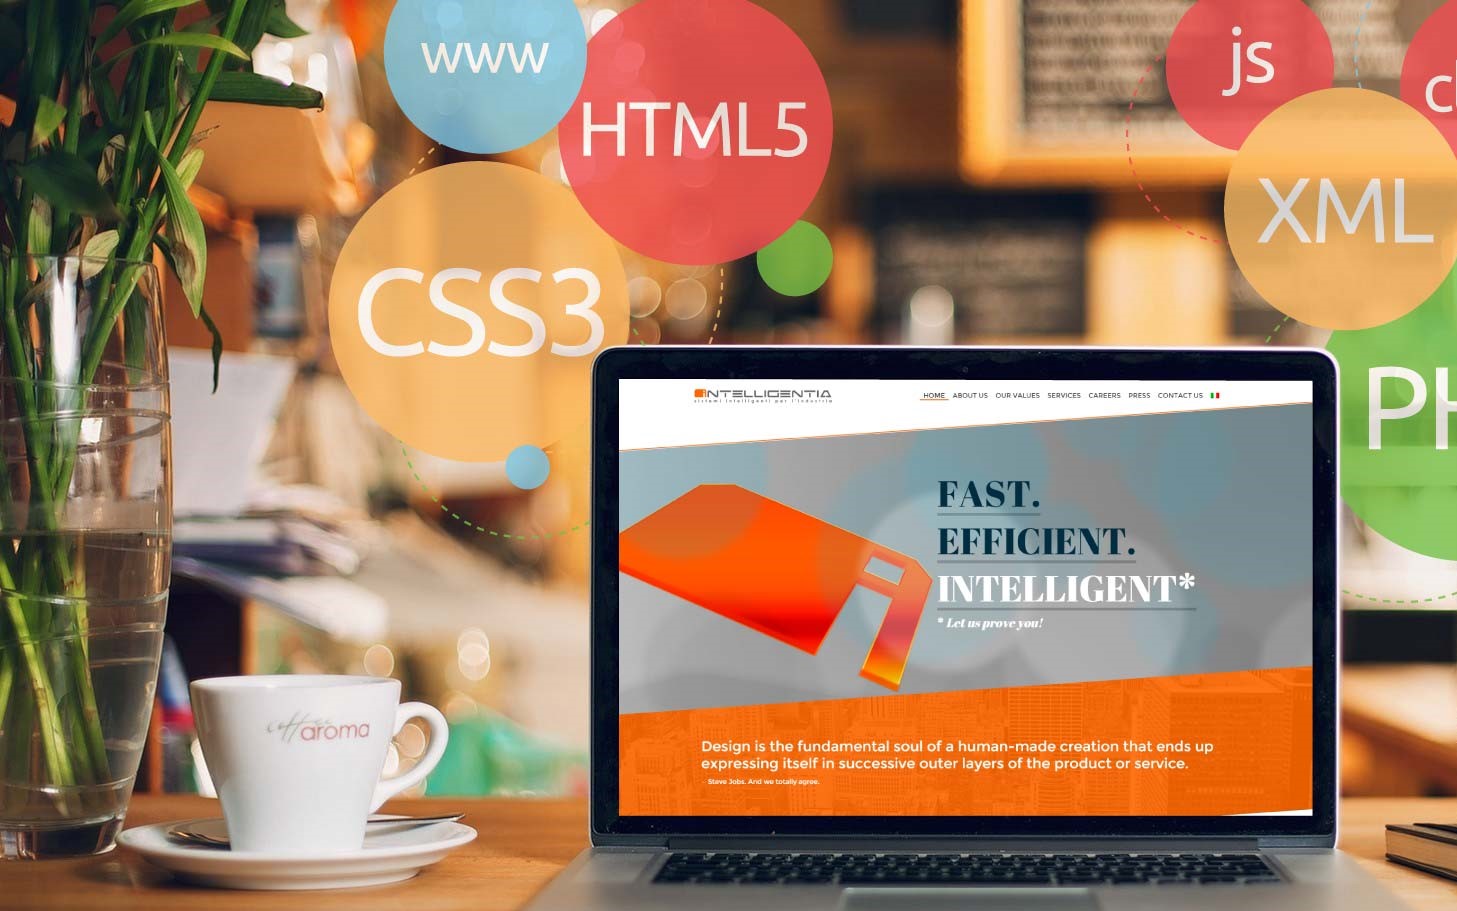 www
HTML5
js
XML
CSS3
PH
INTELLIGENTIA
sistemi intelligenti per l'industria
HOME ABOUT US OUR VALUES SERVICES CAREERS PRESS CONTACT US
FAST.
EFFICIENT.
INTELLIGENT*
* Let us prove you!
Design is the fundamental soul of a human-made creation that ends up
expressing itself in successive outer layers of the product or service.
- Steve Jobs. And we totally agree.
coffee
aroma